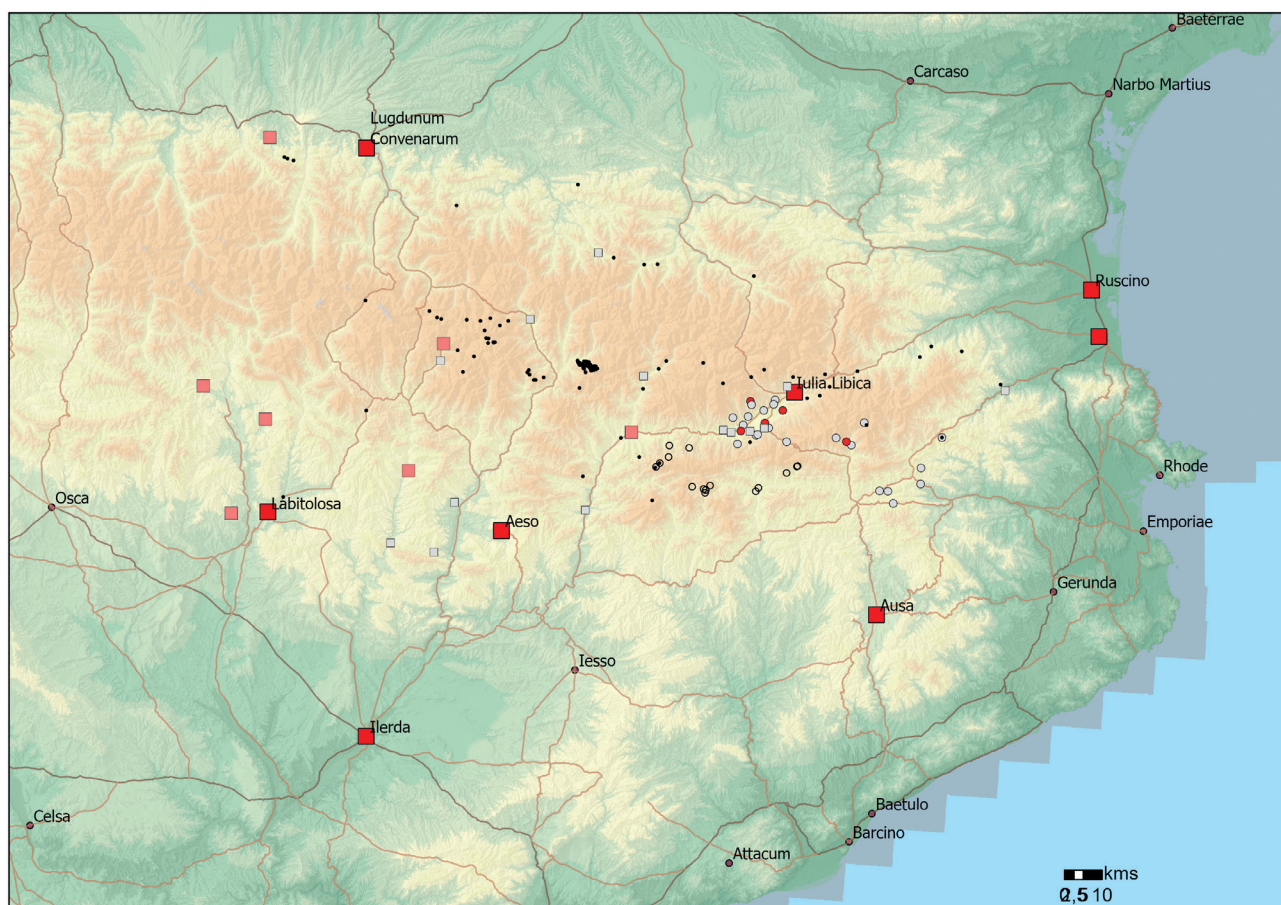 Baeterrae
Carcaso
Narbo Martius
Lugdunum
Convenarum
Ruscino
Iulia Libica
Rhode
Osca
Labitolosa
Aeso
Emporiae
Gerunda
Ausa
Iesso
Ilerda
Baetulo
Celsa
Barcino
Attacum
kms
10